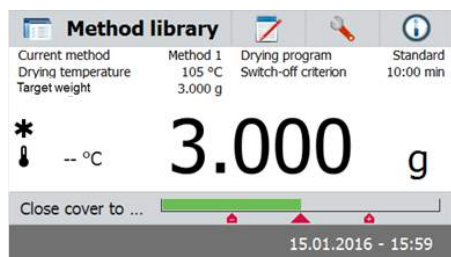 Method library
Current method Method 1 Drying program Standard
Drying temperature 105 °C Switch-off criterion 10:00 min
Target weight 3.000 g
-- °C 3.000 g
Close cover to ...
15.01.2016 - 15:59